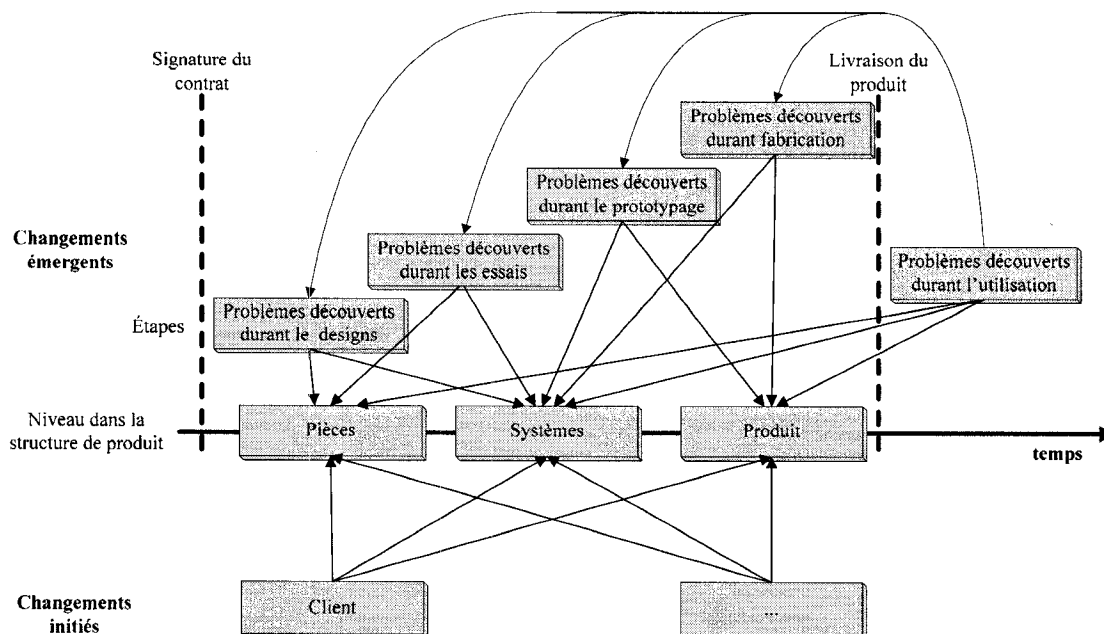 Signature du
contrat
Livraison du
produit
Problèmes découverts
durant fabrication
Problèmes découverts
durant le prototypage
Changements
émergents
Problèmes découverts
durant les essais
Problèmes découverts
durant l'utilisation
Étapes
Problèmes découverts
durant le designs
Niveau dans la
structure de produit
Pièces
Systèmes
Produit
temps
Changements
initiés
Client
...